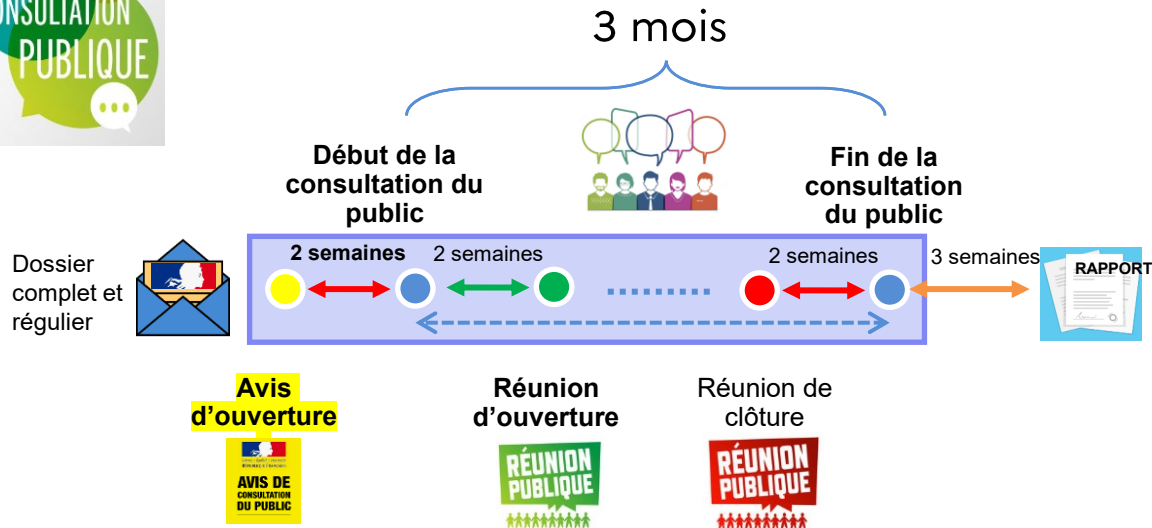 CONSULTATION
PUBLIQUE
3 mois
Début de la
consultation du
public
Fin de la
consultation
du public
Dossier
complet et
régulier
2 semaines
2 semaines
2 semaines
3 semaines
RAPPORT
Avis
d'ouverture
AVIS DE
CONSULTATION
DU PUBLIC
Réunion
d'ouverture
RÉUNION
PUBLIQUE
Réunion de
clôture
RÉUNION
PUBLIQUE